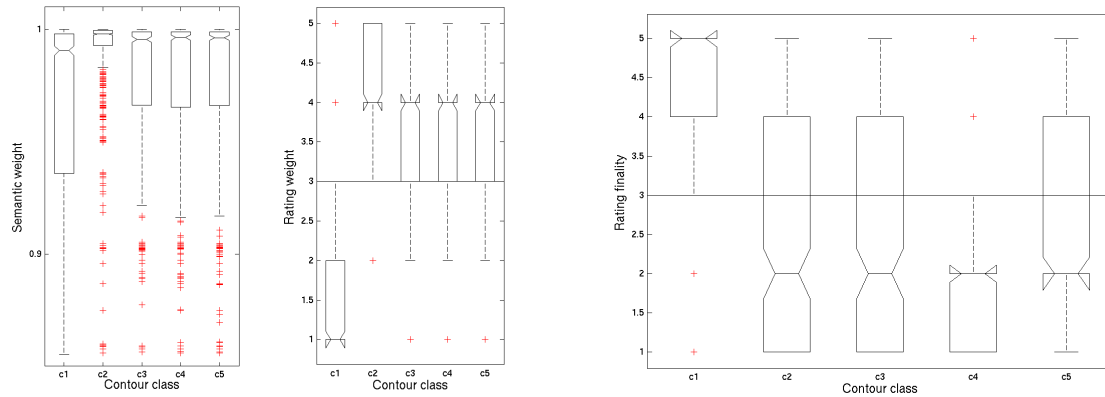 1
0.9
Semantic weight
c1 c2 c3 c4 c5
Contour class
5
4.5
4
3.5
3
2.5
2
1.5
1
Rating weight
c1 c2 c3 c4 c5
Contour class
5
4.5
4
3.5
3
2.5
2
1.5
1
Rating finality
c1 c2 c3 c4 c5
Contour class